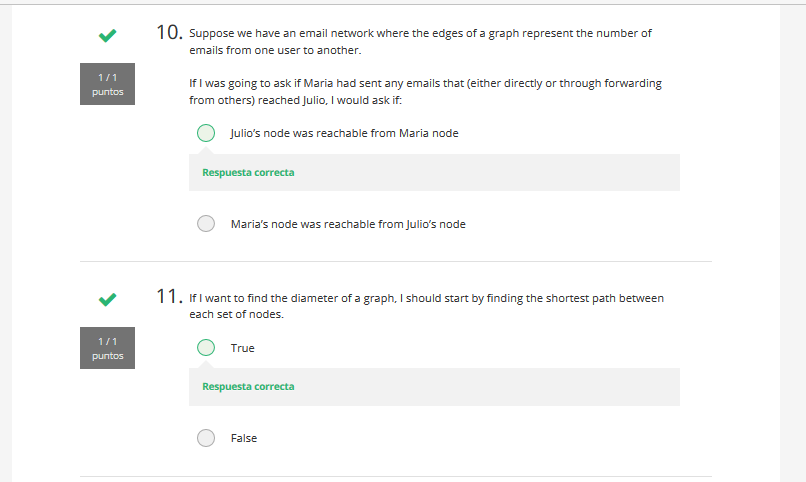 10. Suppose we have an email network where the edges of a graph represent the number of
emails from one user to another.
1 / 1
puntos
If I was going to ask if Maria had sent any emails that (either directly or through forwarding
from others) reached Julio, I would ask if:
Julio's node was reachable from Maria node
Respuesta correcta
Maria's node was reachable from Julio's node
11. If I want to find the diameter of a graph, I should start by finding the shortest path between
each set of nodes.
1 / 1
puntos
True
Respuesta correcta
False